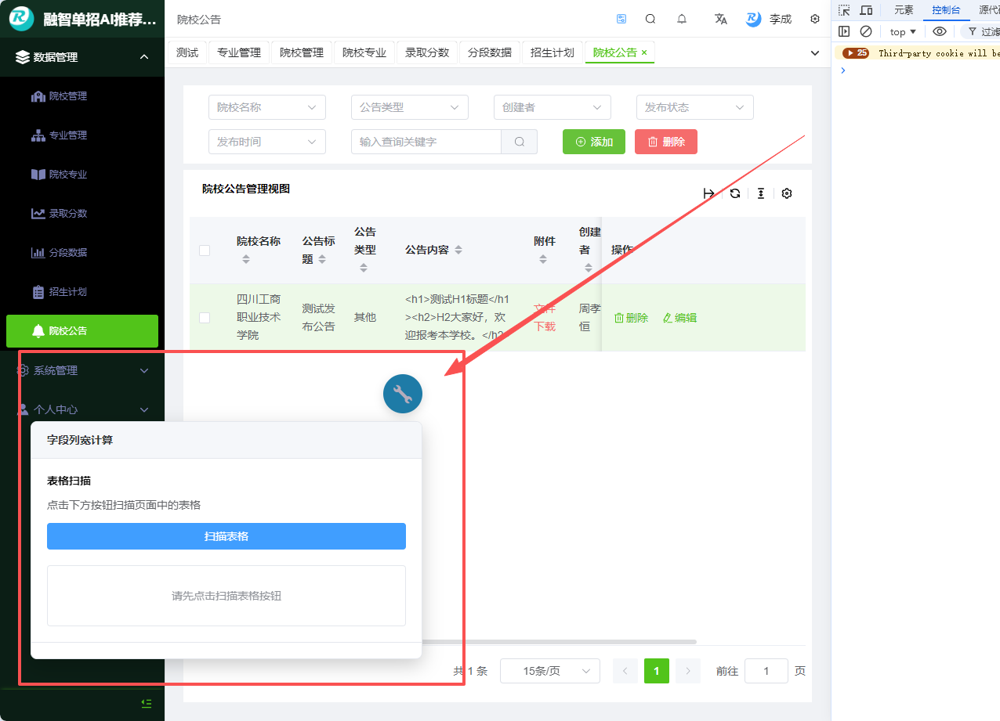 融智单招AI推荐...
院校公告
李成
元素
控制台
源代
top
过滤
25
Third-party cookie will be
测试
专业管理
院校管理
院校专业
录取分数
分段数据
招生计划
院校公告
数据管理
院校管理
专业管理
院校专业
录取分数
分段数据
招生计划
院校公告
系统管理
个人中心
院校名称
公告类型
创建者
发布状态
发布时间
输入查询关键字
添加
删除
院校公告管理视图
院校名称
公告标
题
公告
类型
公告内容
附件
创建
者
操作
四川工商
职业技术
学院
测试发
布公告
其他
<h1>测试H1标题</h1
><h2>H2大家好，欢
迎报考本学校。</h2
文件
下载
周孝
恒
删除
编辑
字段列宽计算
表格扫描
点击下方按钮扫描页面中的表格
扫描表格
请先点击扫描表格按钮
共 1 条
15条/页
1
前往
1
页